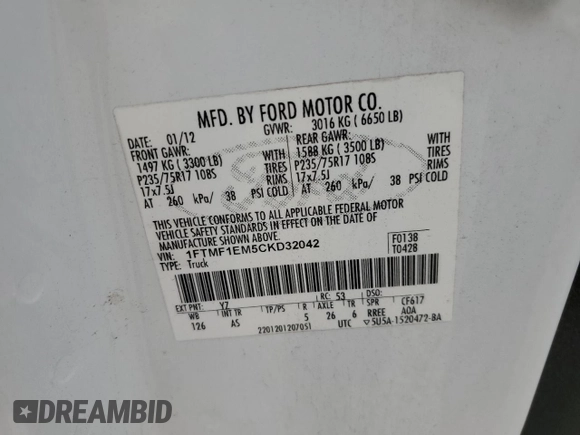 MFD. BY FORD MOTOR CO.
DATE: 01/12 GVWR: 3016 KG ( 6650 LB)
FRONT GAWR: REAR GAWR:
1497 KG ( 3300 LB) WITH 1588 KG ( 3500 LB) WITH
P235/75R17 108S TIRES P235/75R17 108S TIRES
17x7.5J RIMS 17x7.5J RIMS
AT 260 kPa/ 38 PSI COLD AT 260 kPa/ 38 PSI COLD
THIS VEHICLE CONFORMS TO ALL APPLICABLE FEDERAL MOTOR
VEHICLE SAFETY STANDARDS IN EFFECT ON THE DATE OF
MANUFACTURE SHOWN ABOVE.
VIN: 1FTMF1EM5CKD32042 F0138
TYPE: Truck T0428
EXT PNT: YZ RC: 53 DSO:
WB INT TR TP/PS R AXLE TR SPR CF617
126 AS 5 26 6 RREE AOA
2201201207051 UTC ▽5U5A-1520472-BA
DREAMBID